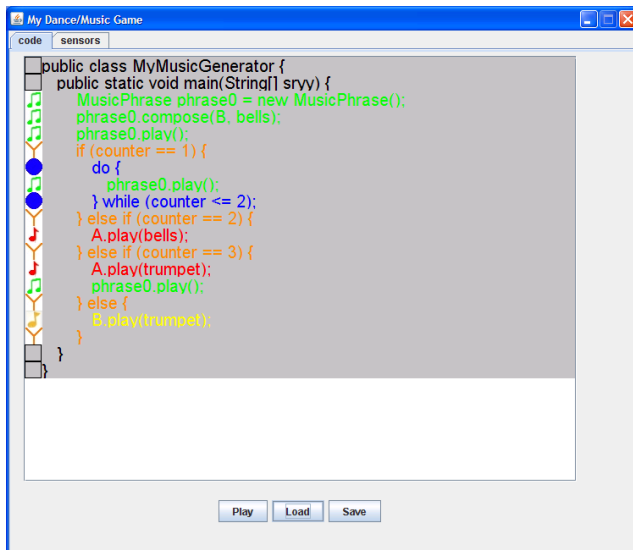 My Dance/Music Game
code sensors
public class MyMusicGenerator {
public static void main(String[] sryy) {
MusicPhrase phrase0 = new MusicPhrase();
phrase0.compose(B, bells);
phrase0.play();
if (counter == 1) {
do {
phrase0.play();
} while (counter <= 2);
} else if (counter == 2) {
A.play(bells);
} else if (counter == 3) {
A.play(trumpet);
phrase0.play();
} else {
B.play(trumpet);
}
}
}
Play Load Save